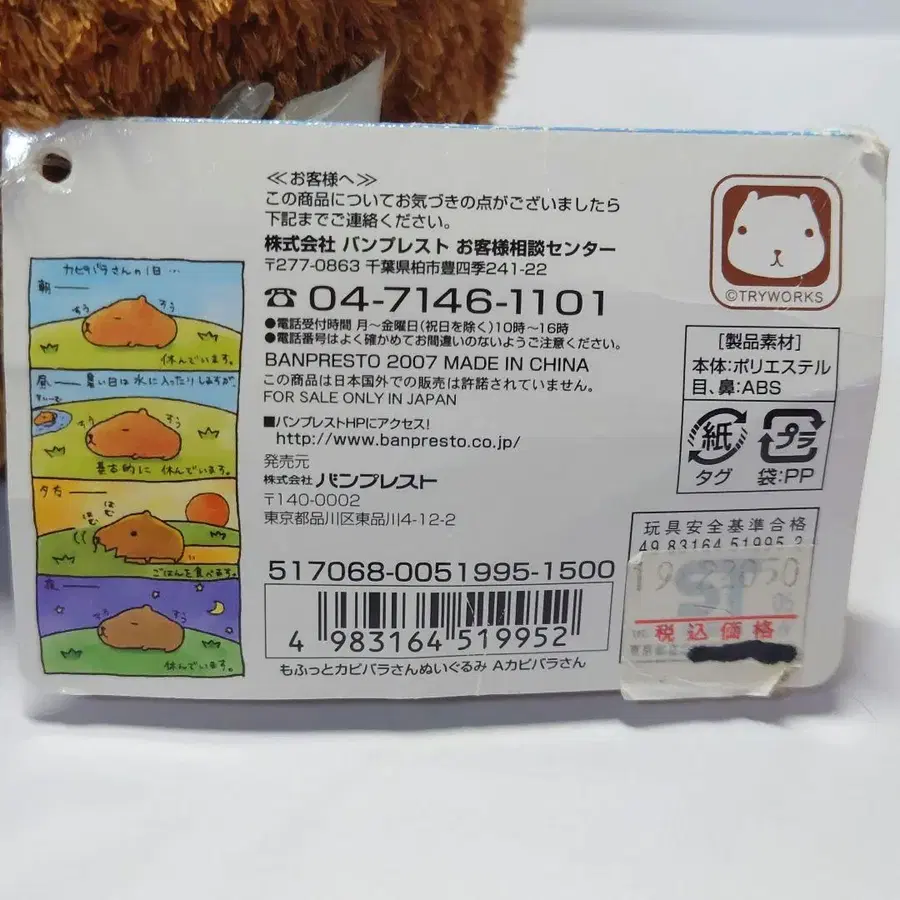 ≪お客様へ≫
この商品についてお気づきの点がございましたら
下記までご連絡ください。
株式会社 バンプレスト お客様相談センター
〒277-0863 千葉県柏市豊四季241-22
☎ 04-7146-1101
●電話受付時間 月～金曜日(祝日を除く)10時～16時
●電話番号はよく確かめてお間違いのないようご注意ください。
BANPRESTO 2007 MADE IN CHINA
この商品は日本国外での販売は許諾されていません。
FOR SALE ONLY IN JAPAN
■バンプレストHPにアクセス!
http://www.banpresto.co.jp/
発売元
株式会社 バンプレスト
〒140-0002
東京都品川区東品川4-12-2
517068-0051995-1500
4 983164 519952
もふっとカピバラさんぬいぐるみ Aカピバラさん
©TRYWORKS
[製品素材]
本体:ポリエステル
目、鼻:ABS
紙 プラ
タグ 袋:PP
玩具安全基準合格
49 83164 51995 2
税込価格
カピバラさんの1日…
朝――
休んでいます。
昼――暑い日は水に入ったりしますが、
基本的に 休んでいます。
夕方――
ごはんを食べます。
夜――
休んでいます。